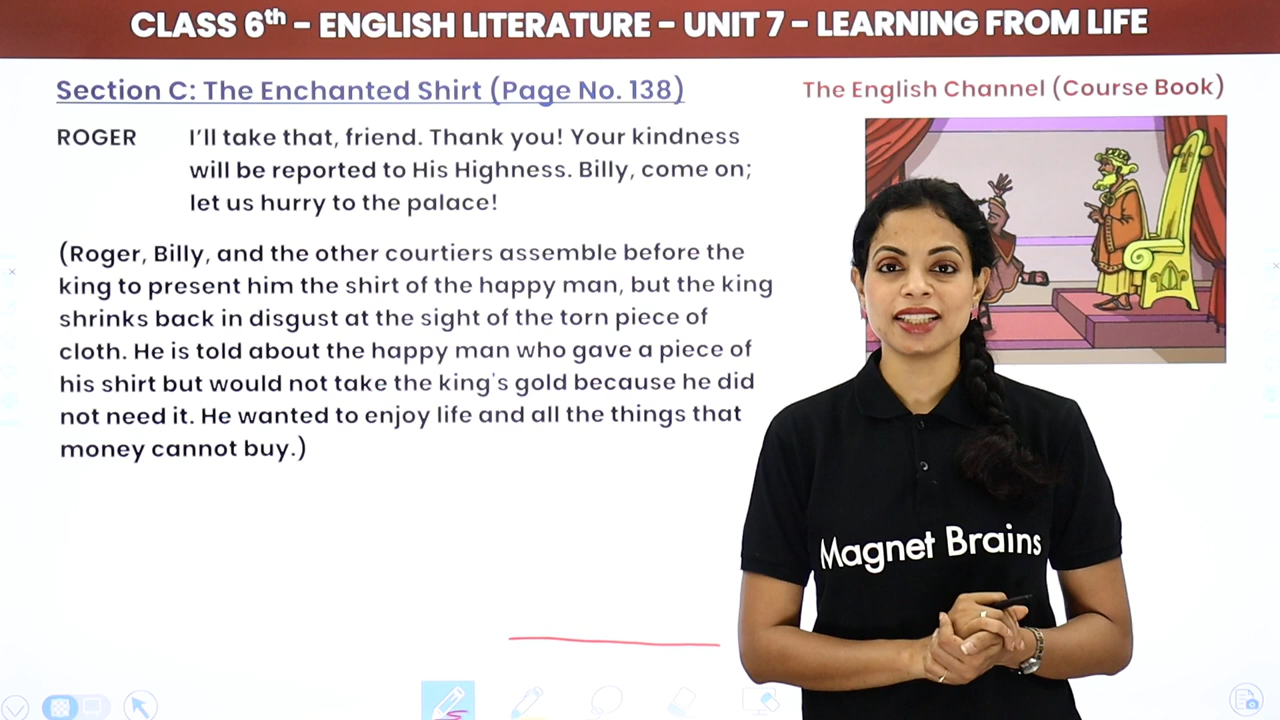 CLASS 6th – ENGLISH LITERATURE – UNIT 7 – LEARNING FROM LIFE
Section C: The Enchanted Shirt (Page No. 138)
The English Channel (Course Book)
ROGER I'll take that, friend. Thank you! Your kindness
will be reported to His Highness. Billy, come on;
let us hurry to the palace!
(Roger, Billy, and the other courtiers assemble before the
king to present him the shirt of the happy man, but the king
shrinks back in disgust at the sight of the torn piece of
cloth. He is told about the happy man who gave a piece of
his shirt but would not take the king's gold because he did
not need it. He wanted to enjoy life and all the things that
money cannot buy.)
Magnet Brains